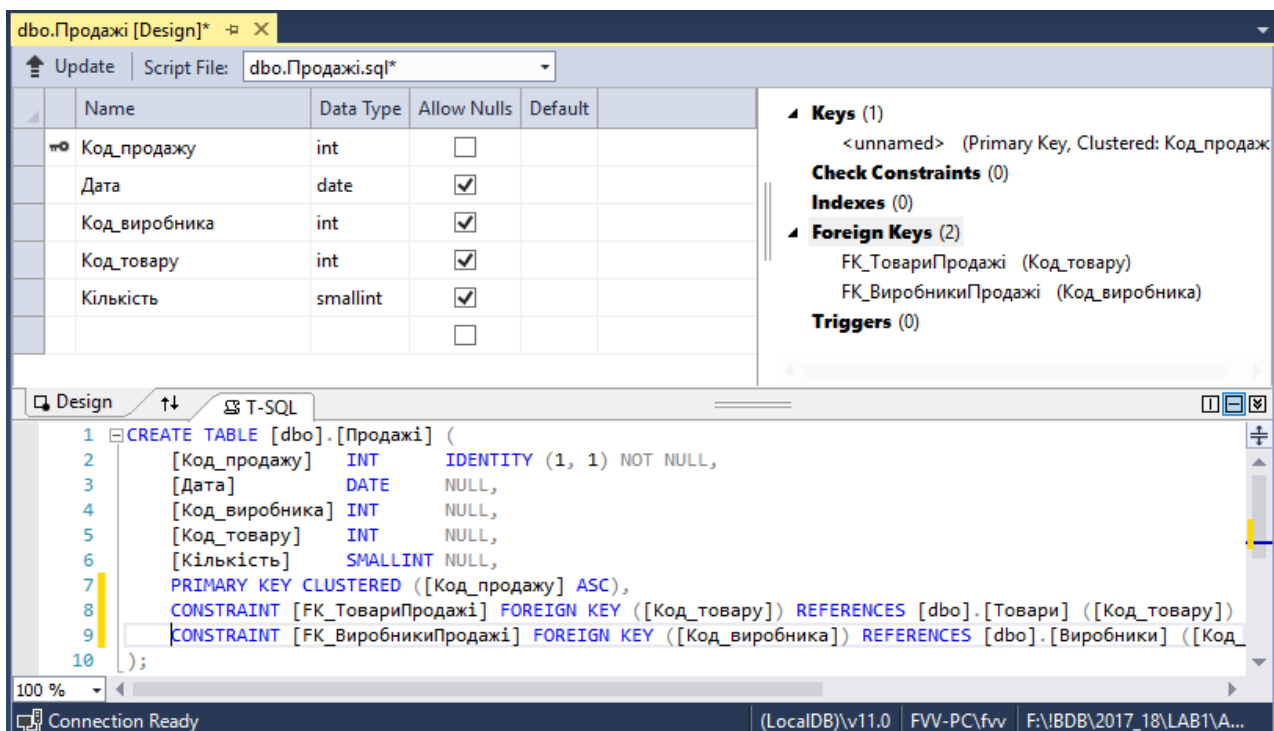 dbo.Продажі [Design]*
Update Script File: dbo.Продажі.sql*
Name Data Type Allow Nulls Default
Код_продажу int
Дата date
Код_виробника int
Код_товару int
Кількість smallint
Keys (1)
<unnamed> (Primary Key, Clustered: Код_продаж
Check Constraints (0)
Indexes (0)
Foreign Keys (2)
FK_ТовариПродажі (Код_товару)
FK_ВиробникиПродажі (Код_виробника)
Triggers (0)
Design T-SQL
1 CREATE TABLE [dbo].[Продажі] (
2 [Код_продажу] INT IDENTITY (1, 1) NOT NULL,
3 [Дата] DATE NULL,
4 [Код_виробника] INT NULL,
5 [Код_товару] INT NULL,
6 [Кількість] SMALLINT NULL,
7 PRIMARY KEY CLUSTERED ([Код_продажу] ASC),
8 CONSTRAINT [FK_ТовариПродажі] FOREIGN KEY ([Код_товару]) REFERENCES [dbo].[Товари] ([Код_товару])
9 CONSTRAINT [FK_ВиробникиПродажі] FOREIGN KEY ([Код_виробника]) REFERENCES [dbo].[Виробники] ([Код_
10 );
100 %
Connection Ready (LocalDB)\v11.0 FVV-PC\fvv F:\!BDB\2017_18\LAB1\A...